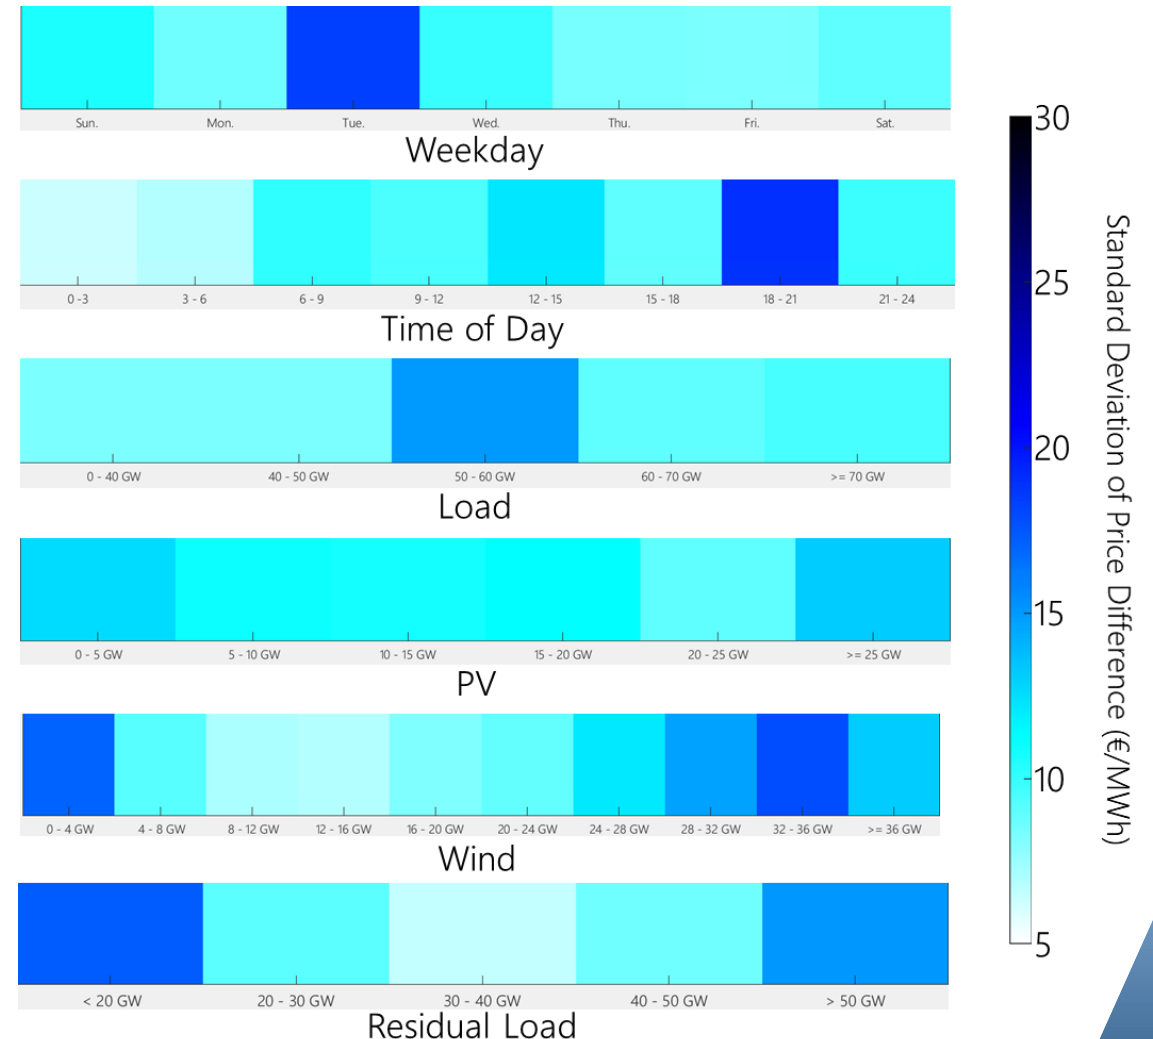 Sun. Mon. Tue. Wed. Thu. Fri. Sat.
Weekday
0 -3 3 - 6 6 - 9 9 - 12 12 - 15 15 - 18 18 - 21 21 - 24
Time of Day
0 - 40 GW 40 - 50 GW 50 - 60 GW 60 - 70 GW >= 70 GW
Load
0 - 5 GW 5 - 10 GW 10 - 15 GW 15 - 20 GW 20 - 25 GW >= 25 GW
PV
0 - 4 GW 4 - 8 GW 8 - 12 GW 12 - 16 GW 16 - 20 GW 20 - 24 GW 24 - 28 GW 28 - 32 GW 32 - 36 GW >= 36 GW
Wind
< 20 GW 20 - 30 GW 30 - 40 GW 40 - 50 GW > 50 GW
Residual Load
30
25
20
15
10
5
Standard Deviation of Price Difference (€/MWh)